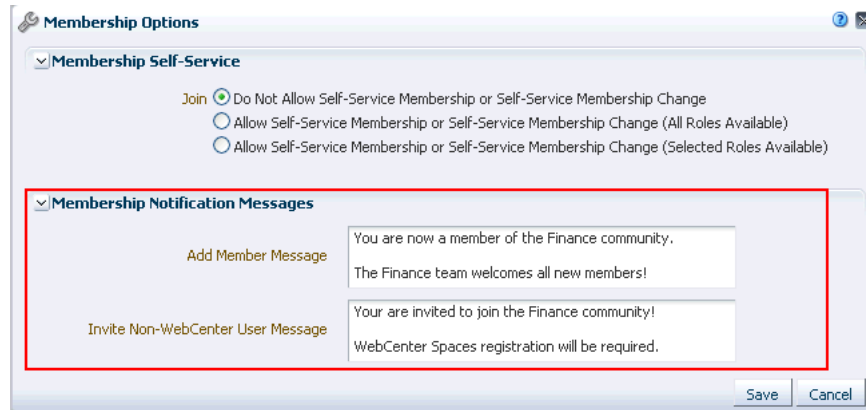 Membership Options
Membership Self-Service
Join Do Not Allow Self-Service Membership or Self-Service Membership Change
Allow Self-Service Membership or Self-Service Membership Change (All Roles Available)
Allow Self-Service Membership or Self-Service Membership Change (Selected Roles Available)
Membership Notification Messages
Add Member Message
You are now a member of the Finance community.
The Finance team welcomes all new members!
Invite Non-WebCenter User Message
Your are invited to join the Finance community!
WebCenter Spaces registration will be required.
Save Cancel